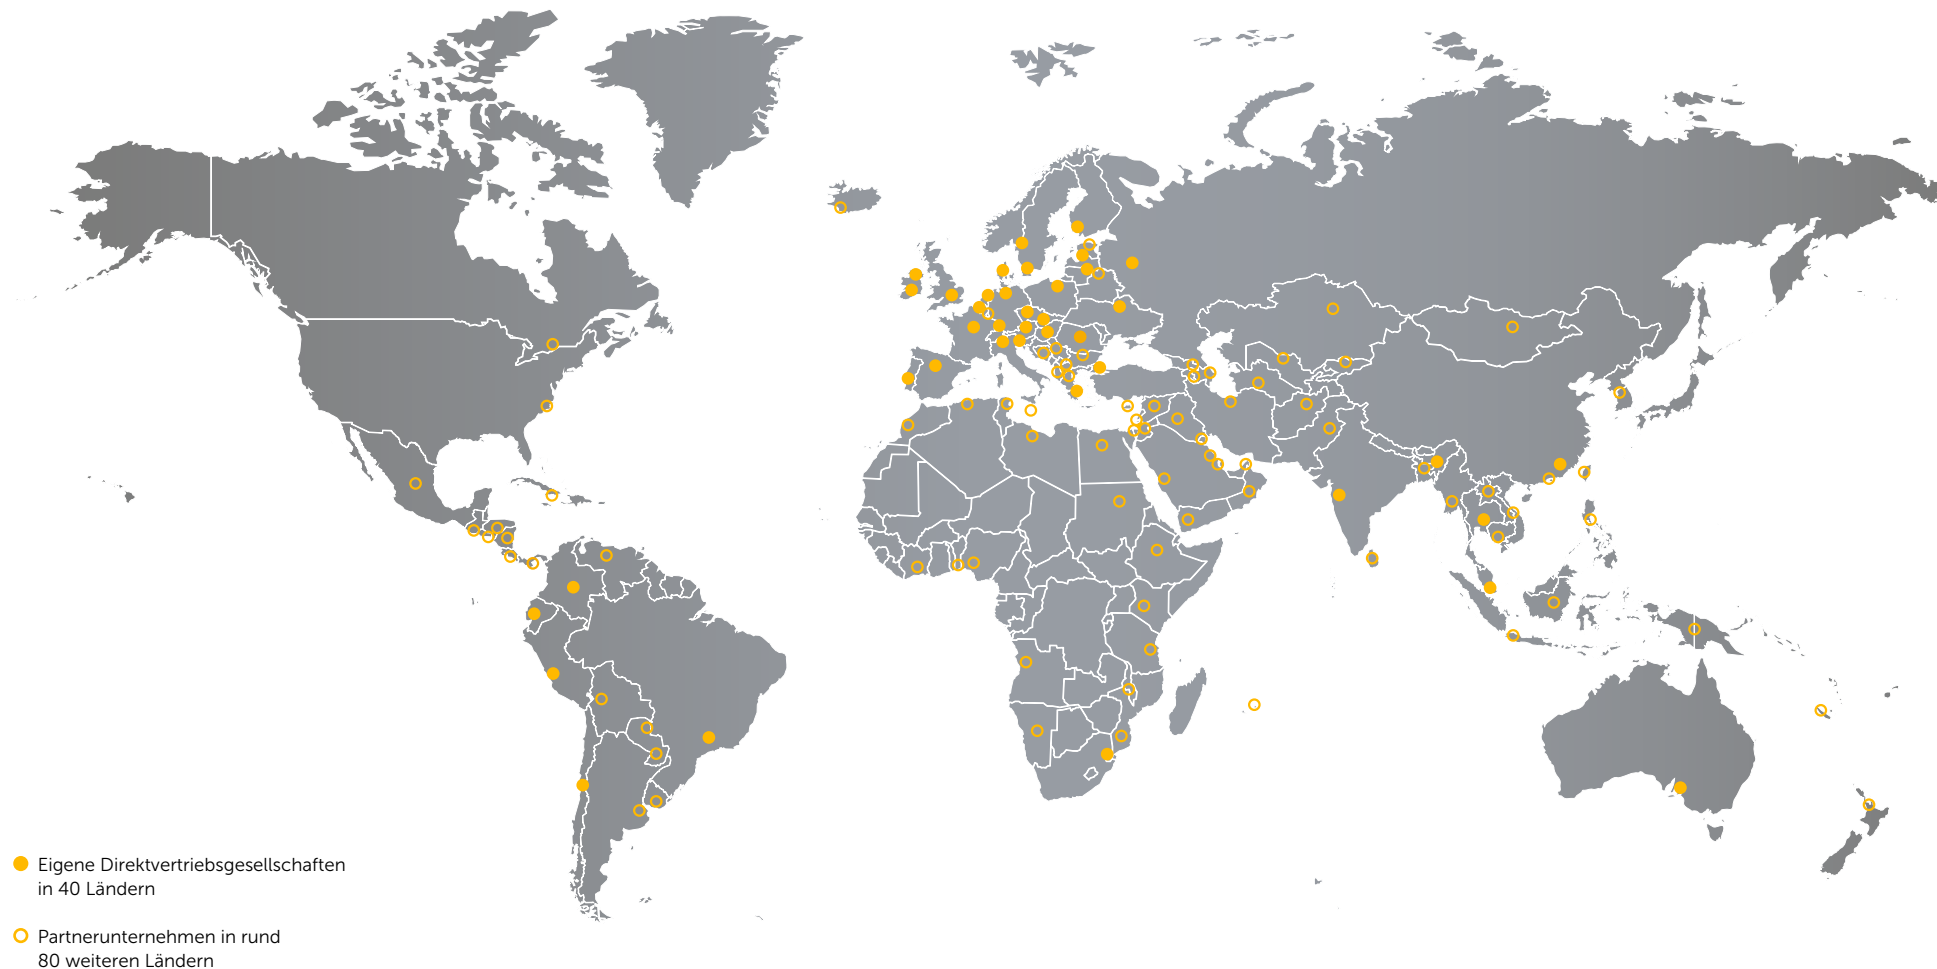 Eigene Direktvertriebsgesellschaften
in 40 Ländern
Partnerunternehmen in rund
80 weiteren Ländern